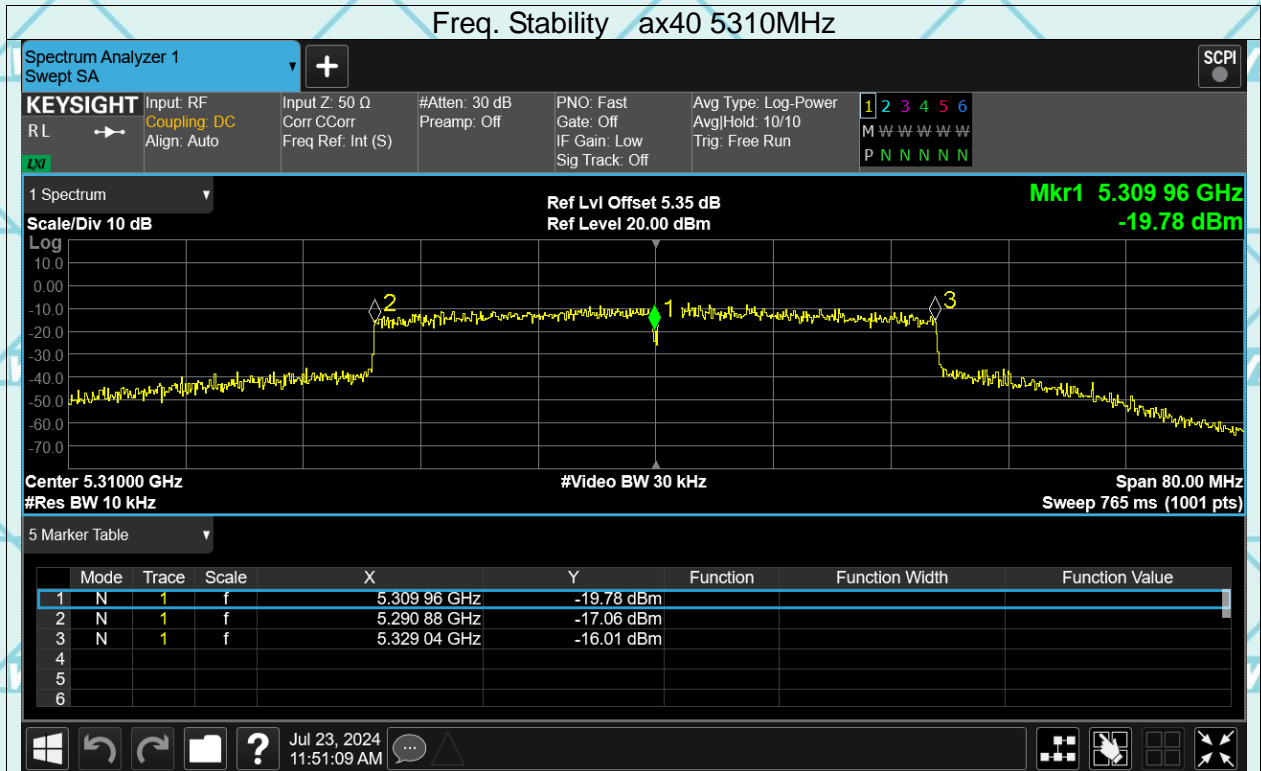 Freq. Stability ax40 5310MHz
Spectrum Analyzer 1
Swept SA
+
SCPI
KEYSIGHT
R L
LXI
Input: RF
Coupling: DC
Align: Auto
Input Z: 50 Ω
Corr CCorr
Freq Ref: Int (S)
#Atten: 30 dB
Preamp: Off
PNO: Fast
Gate: Off
IF Gain: Low
Sig Track: Off
Avg Type: Log-Power
Avg|Hold: 10/10
Trig: Free Run
1 2 3 4 5 6
M W W W W W
P N N N N N
1 Spectrum
Scale/Div 10 dB
Ref Lvl Offset 5.35 dB
Ref Level 20.00 dBm
Mkr1 5.309 96 GHz
-19.78 dBm
Log
10.0
0.00
-10.0
-20.0
-30.0
-40.0
-50.0
-60.0
-70.0
2
1
3
Center 5.31000 GHz
#Video BW 30 kHz
Span 80.00 MHz
#Res BW 10 kHz
Sweep 765 ms (1001 pts)
5 Marker Table
Mode Trace Scale X Y Function Function Width Function Value
1 N 1 f 5.309 96 GHz -19.78 dBm
2 N 1 f 5.290 88 GHz -17.06 dBm
3 N 1 f 5.329 04 GHz -16.01 dBm
4
5
6
?
Jul 23, 2024
11:51:09 AM